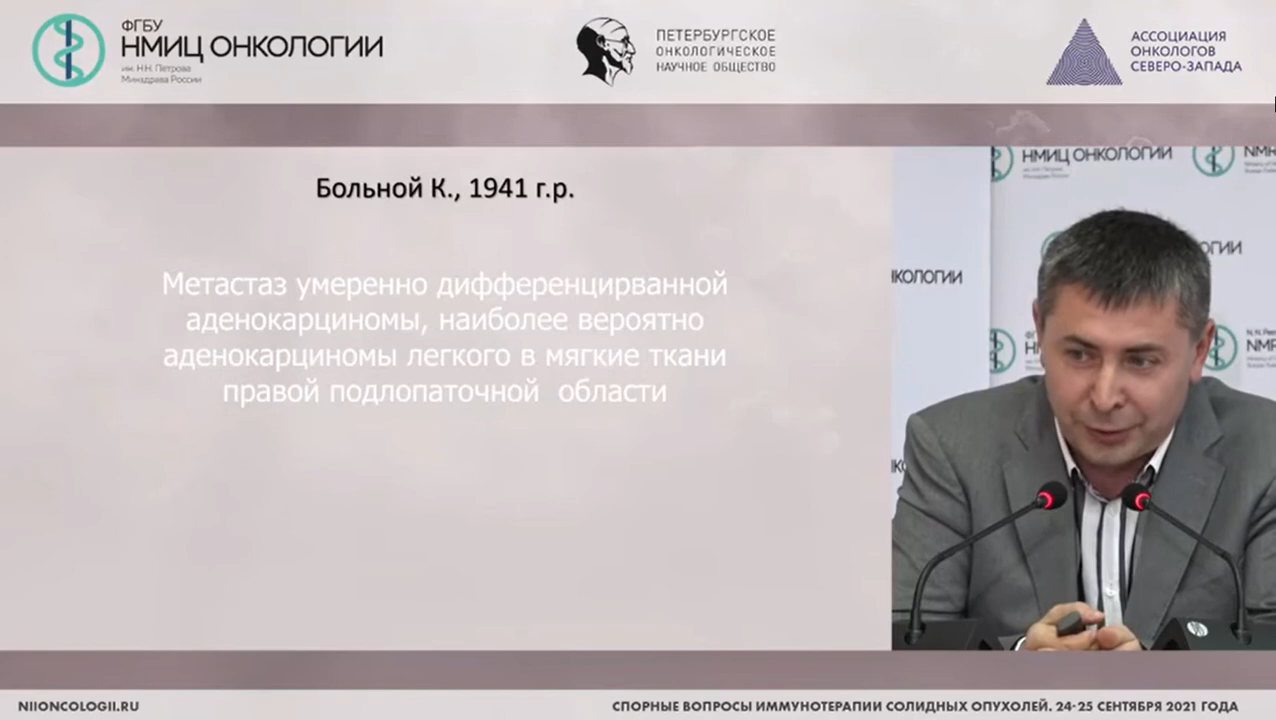 ФГБУ
НМИЦ ОНКОЛОГИИ
им. Н.Н. Петрова
Минздрава России
ПЕТЕРБУРГСКОЕ
ОНКОЛОГИЧЕСКОЕ
НАУЧНОЕ ОБЩЕСТВО
АССОЦИАЦИЯ
ОНКОЛОГОВ
СЕВЕРО-ЗАПАДА
Больной К., 1941 г.р.
Метастаз умеренно дифференцирванной
аденокарциномы, наиболее вероятно
аденокарциномы легкого в мягкие ткани
правой подлопаточной области
НМИЦ ОНКОЛОГИИ
NIIONCOLOGII.RU
СПОРНЫЕ ВОПРОСЫ ИММУНОТЕРАПИИ СОЛИДНЫХ ОПУХОЛЕЙ. 24-25 СЕНТЯБРЯ 2021 ГОДА